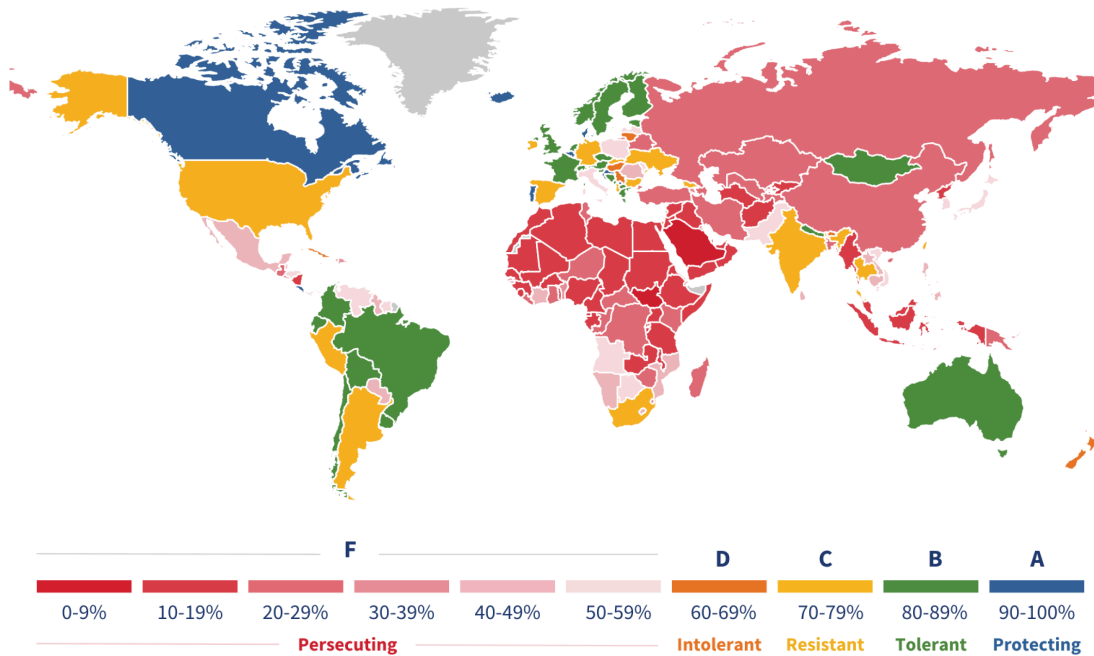 F D C B A
0-9% 10-19% 20-29% 30-39% 40-49% 50-59% 60-69% 70-79% 80-89% 90-100%
Persecuting Intolerant Resistant Tolerant Protecting